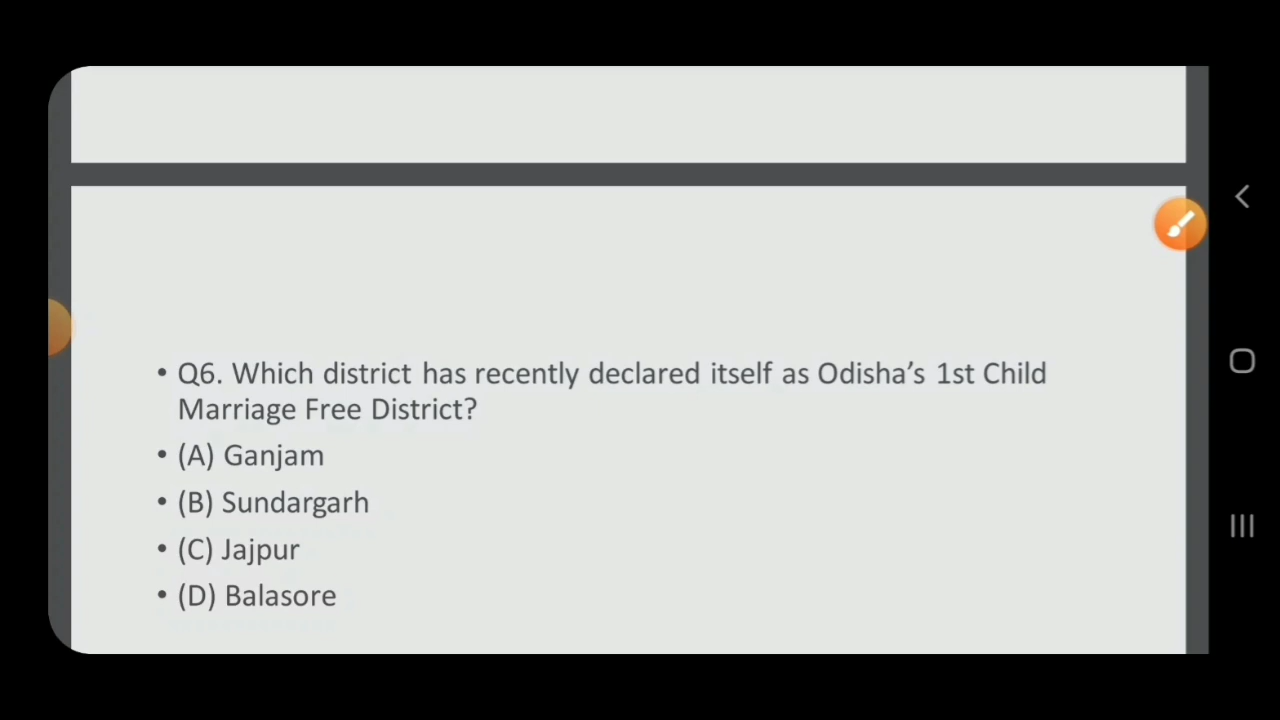 • Q6. Which district has recently declared itself as Odisha’s 1st Child
Marriage Free District?
• (A) Ganjam
• (B) Sundargarh
• (C) Jajpur
• (D) Balasore